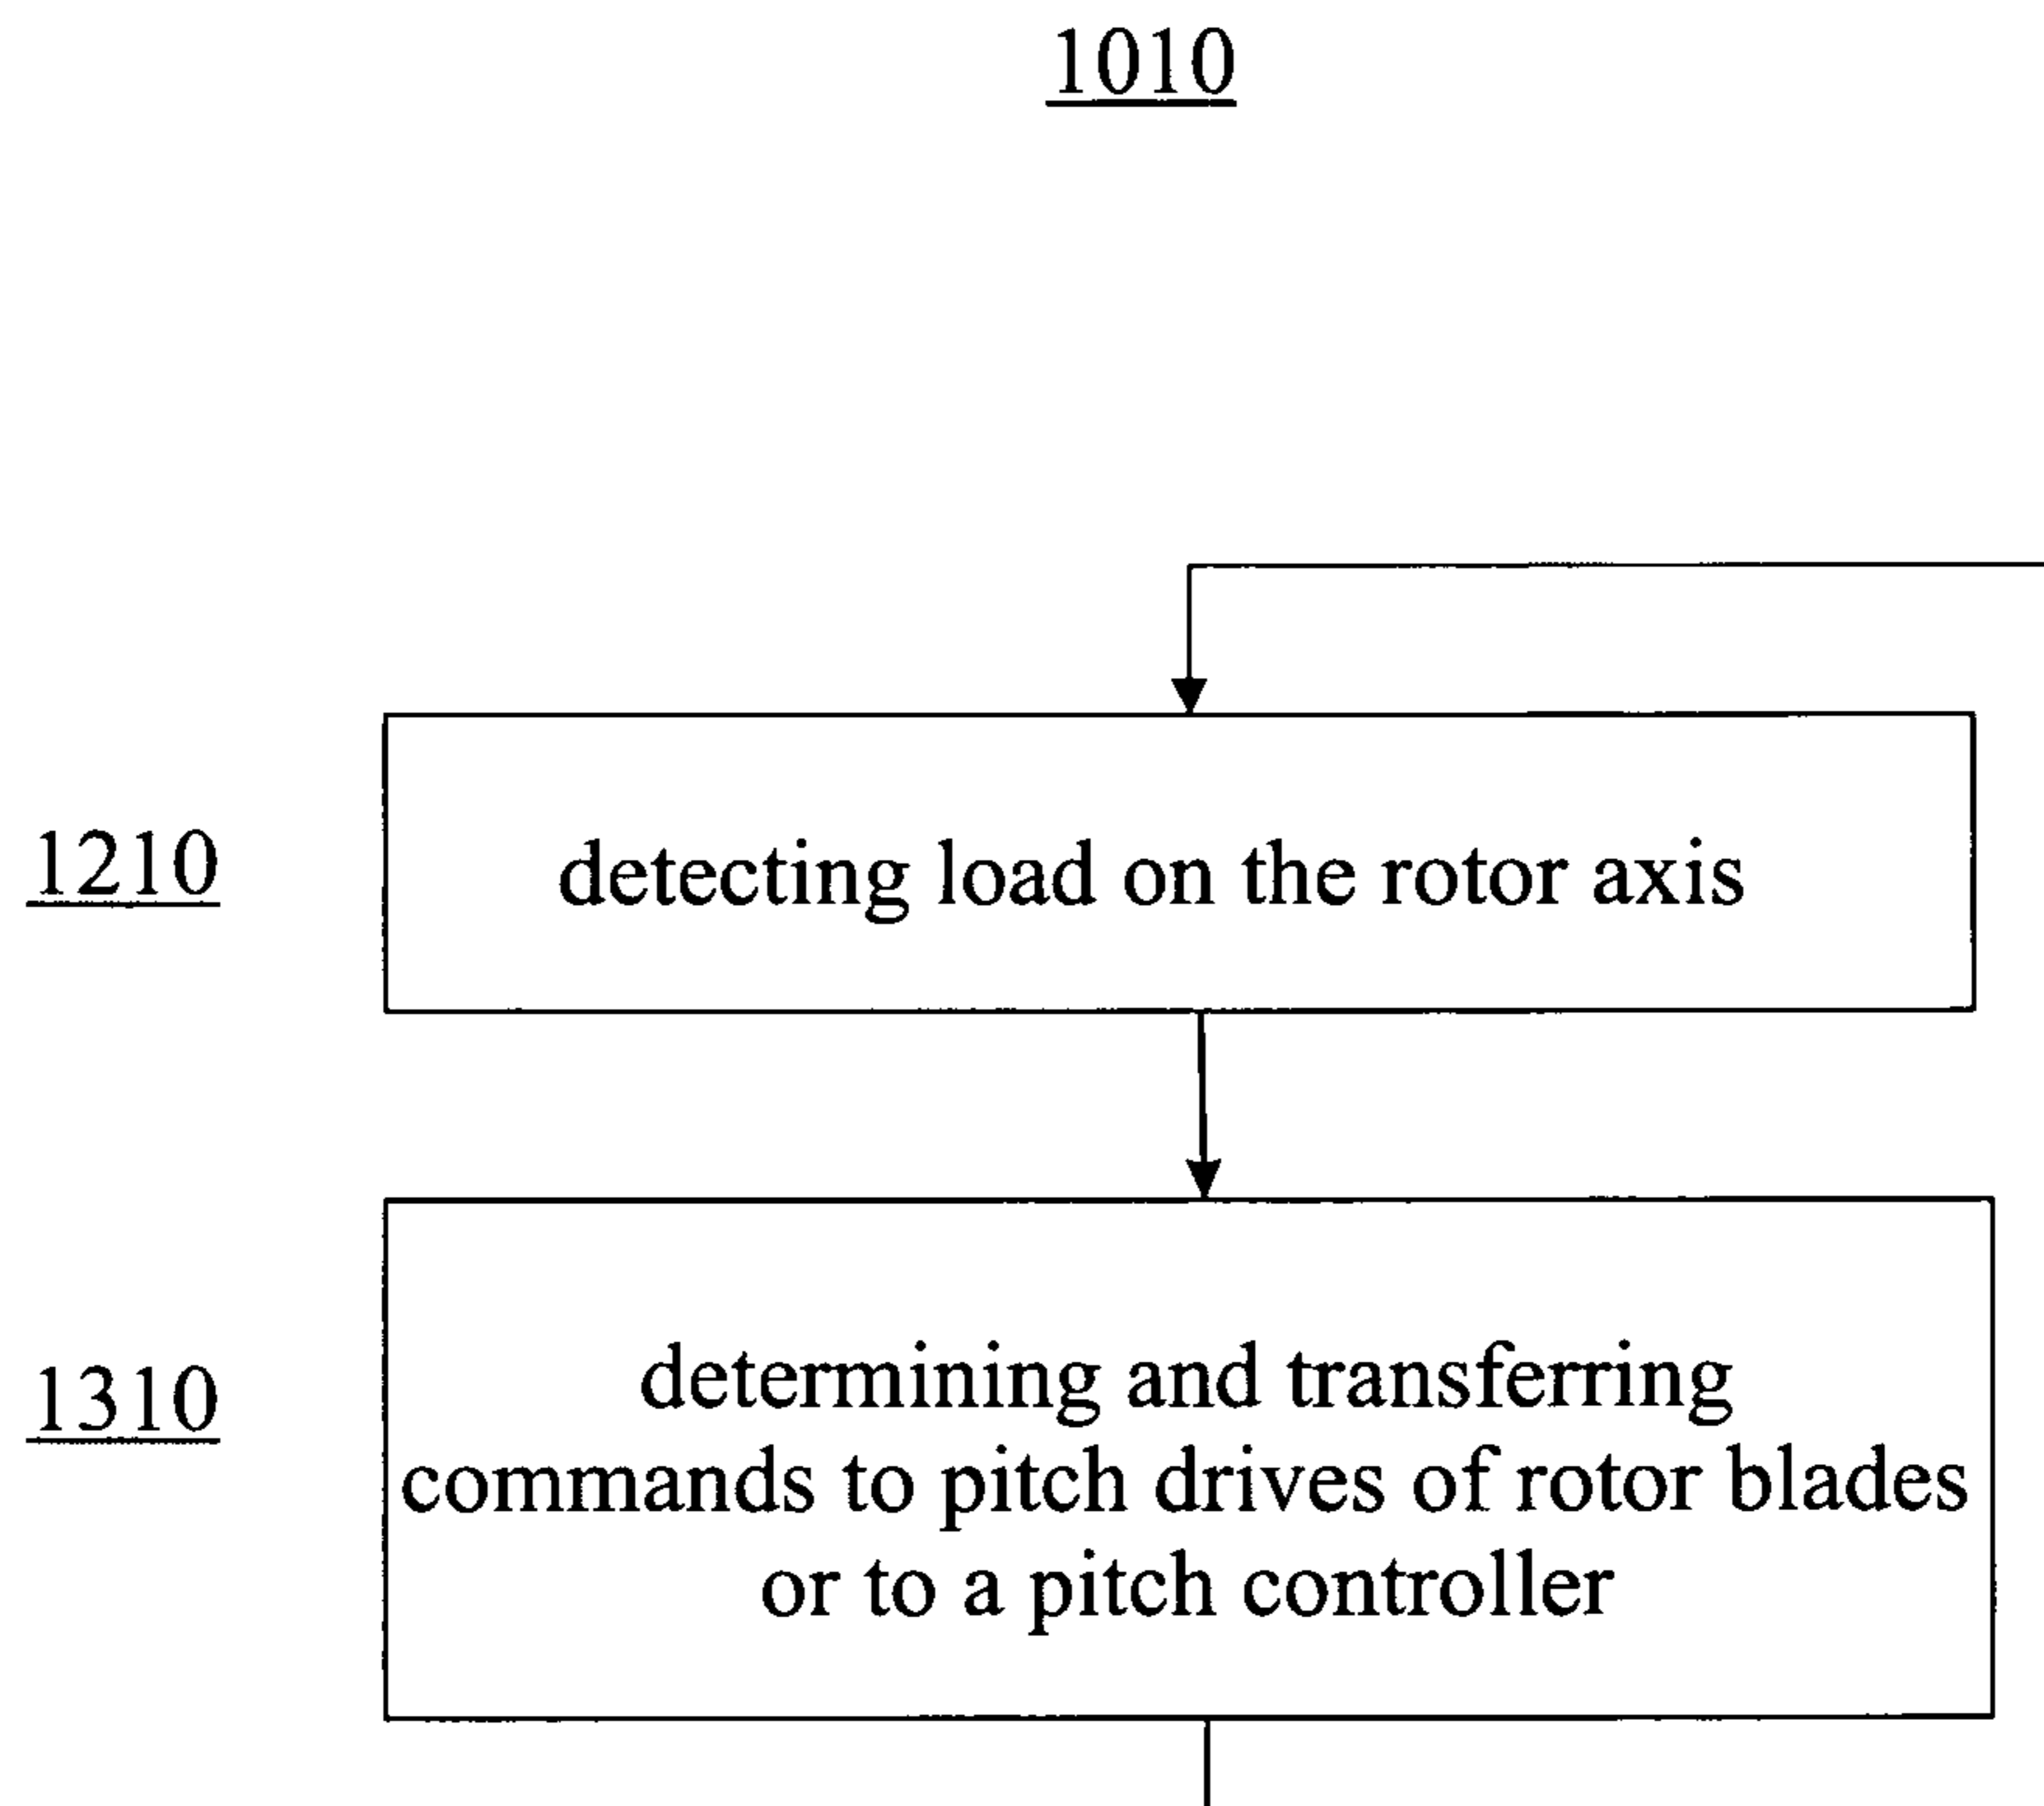 1010
1210
detecting load on the rotor axis
1310
determining and transferring
commands to pitch drives of rotor blades
or to a pitch controller